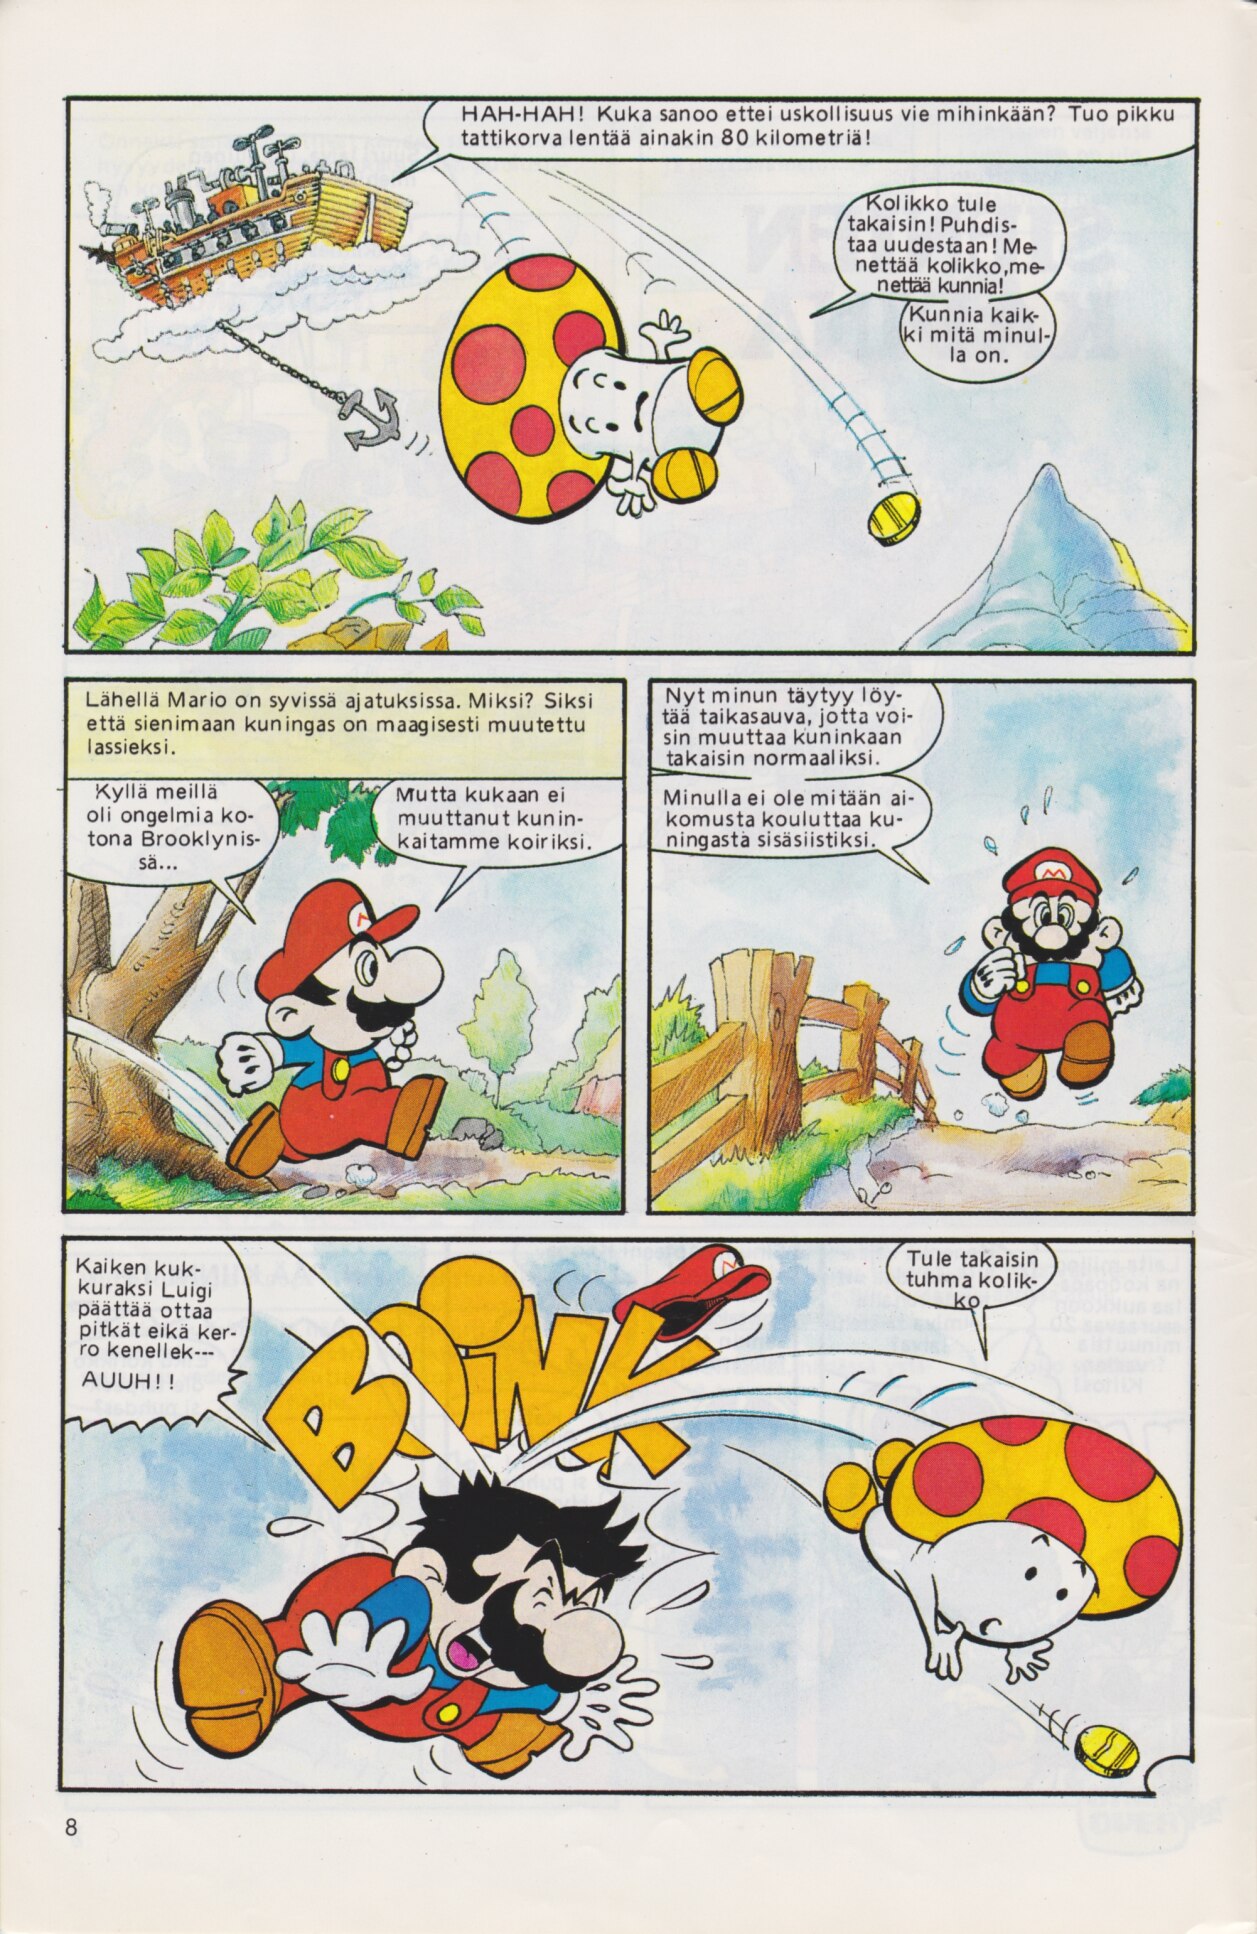 HAH-HAH! Kuka sanoo ettei uskollisuus vie mihinkään? Tuo pikku
tattikorva lentää ainakin 80 kilometriä!
Kolikko tule
takaisin! Puhdis-
taa uudestaan! Me-
nettää kolikko,me-
nettää kunnia!
Kunnia kaik-
ki mitä minul-
la on.
Lähellä Mario on syvissä ajatuksissa. Miksi? Siksi
että sienimaan kuningas on maagisesti muutettu
lassieksi.
Kyllä meillä
oli ongelmia ko-
tona Brooklynis-
sä...
Mutta kukaan ei
muuttanut kunin-
kaitamme koiriksi.
M
Nyt minun täytyy löy-
tää taikasauva, jotta voi-
sin muuttaa kuninkaan
takaisin normaaliksi.
Minulla ei ole mitään ai-
komusta kouluttaa ku-
ningasta sisäsiistiksi.
M
Kaiken kuk-
kuraksi Luigi
päättää ottaa
pitkät eikä ker-
ro kenellek---
AUUH!!
BOINK
M
Tule takaisin
tuhma kolik-
ko.
8